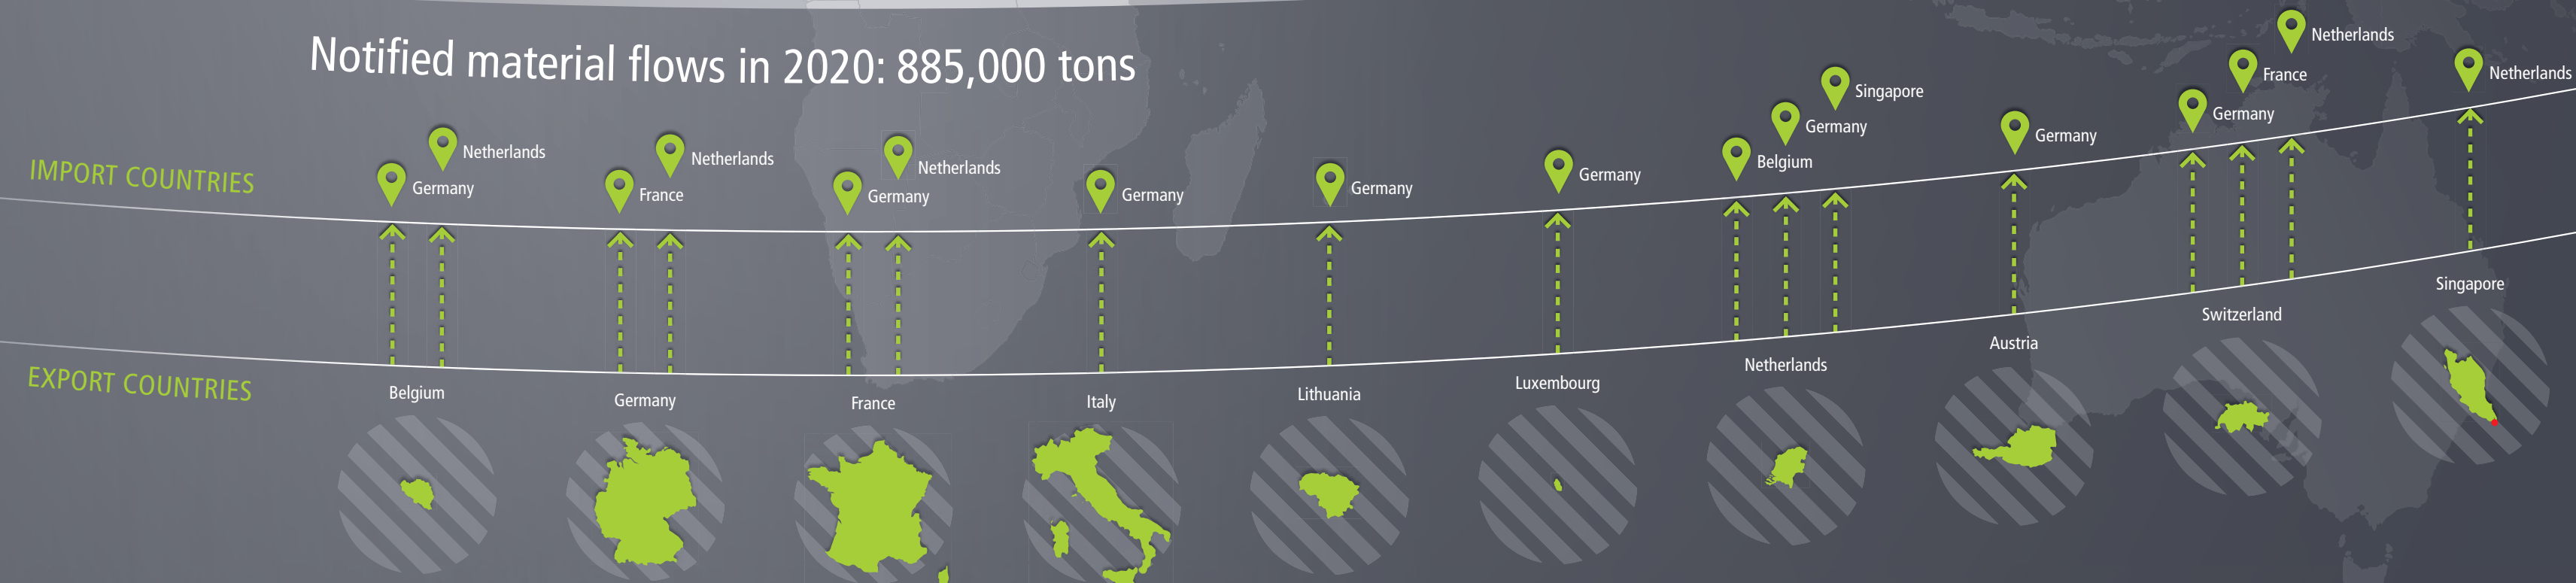 Notified material flows in 2020: 885,000 tons
IMPORT COUNTRIES
Germany
Netherlands
France
Netherlands
Germany
Netherlands
Germany
Germany
Germany
Belgium
Germany
Singapore
Germany
Germany
France
Netherlands
Netherlands
EXPORT COUNTRIES
Belgium
Germany
France
Italy
Lithuania
Luxembourg
Netherlands
Austria
Switzerland
Singapore